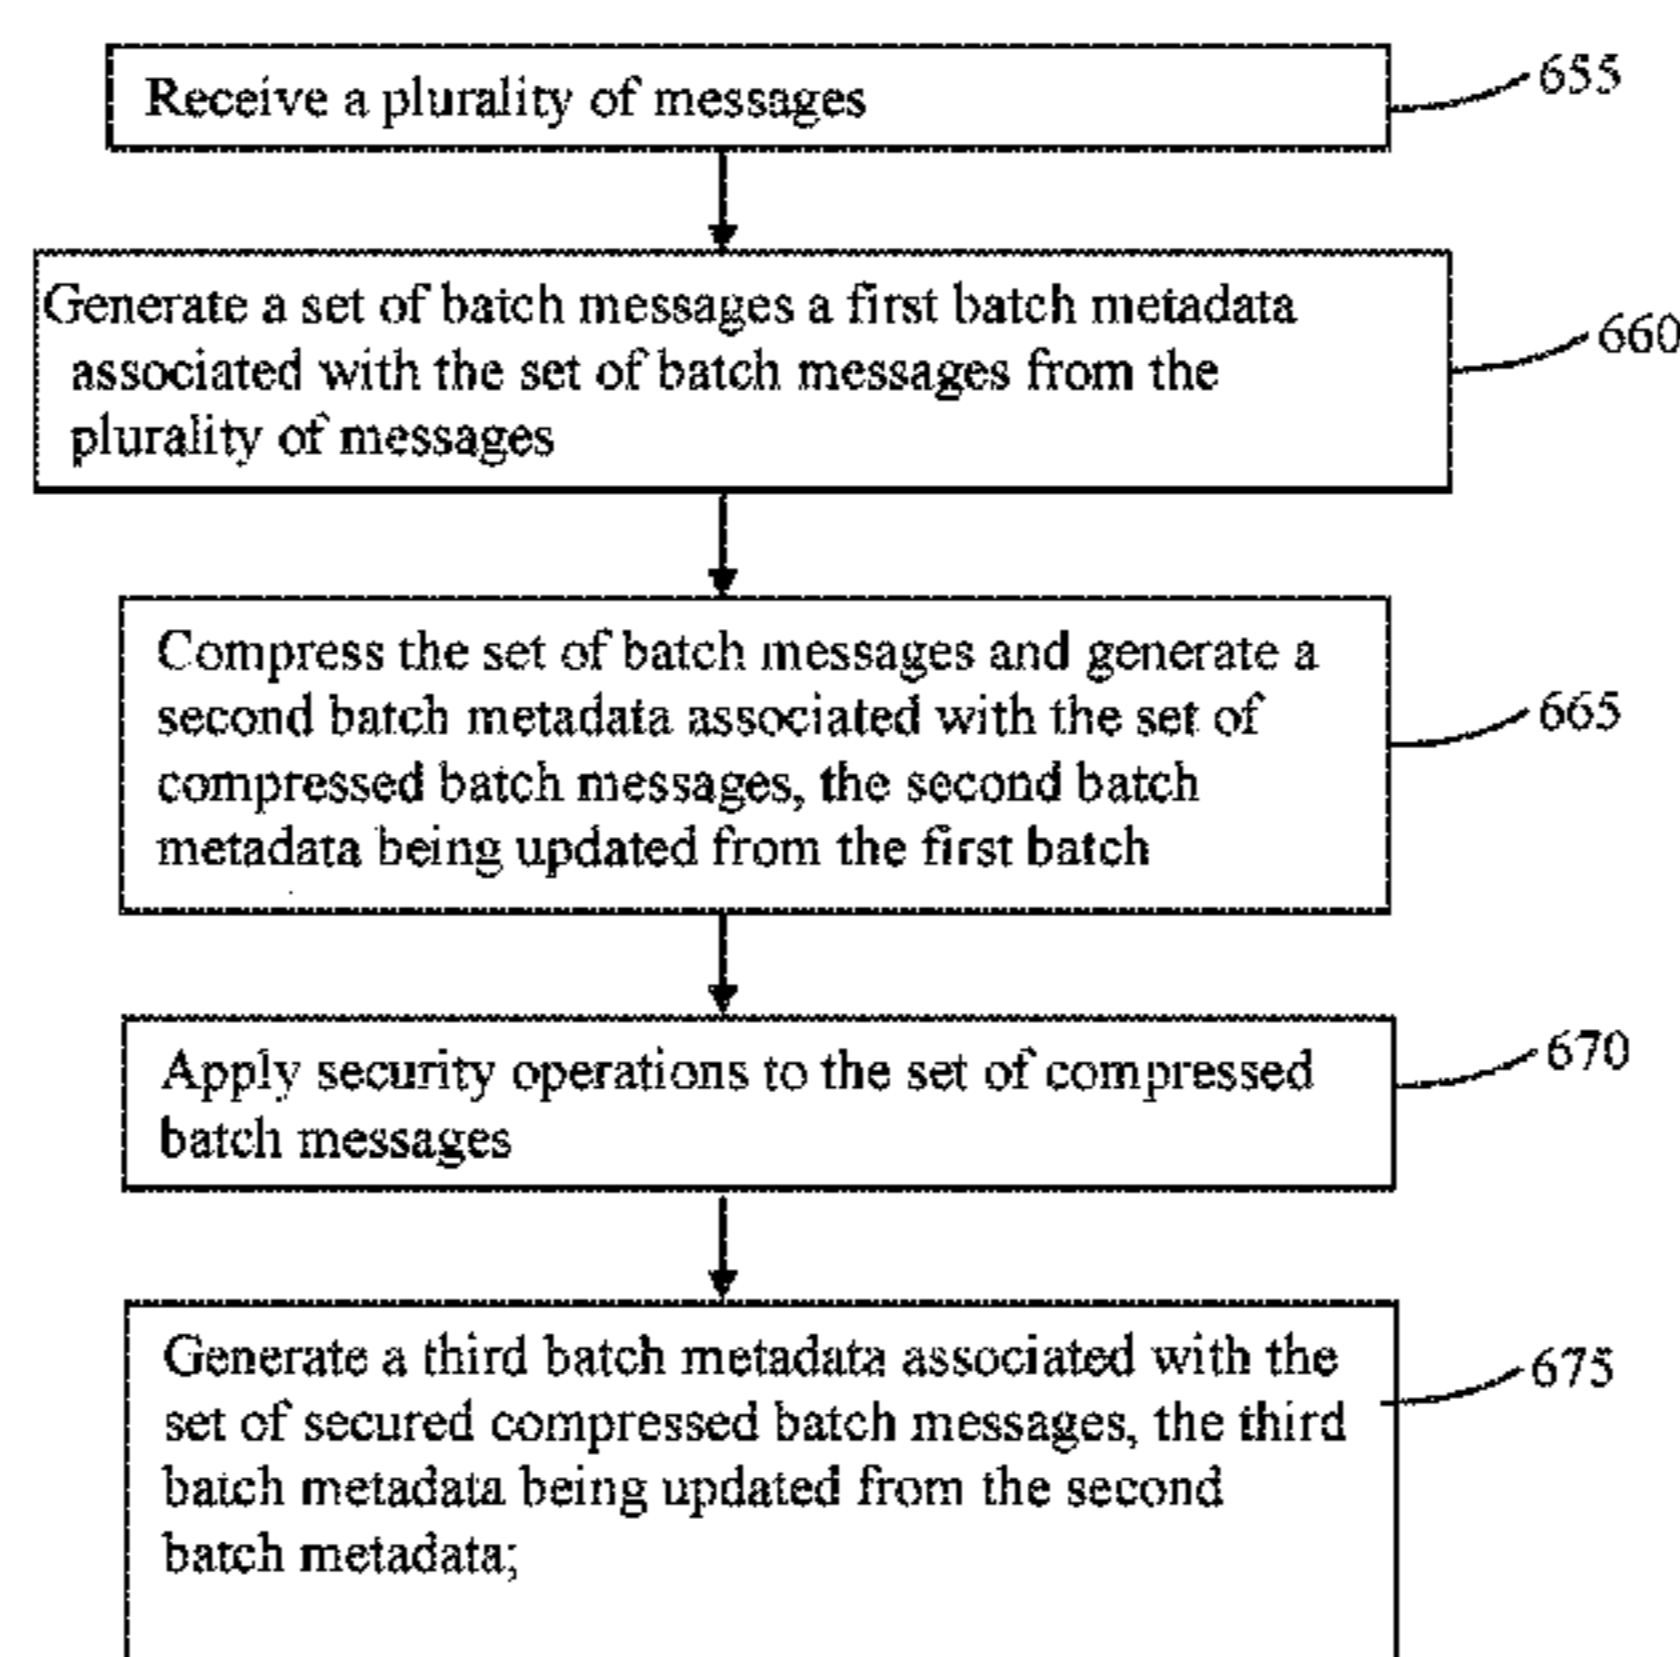 Receive a plurality of messages
655
Generate a set of batch messages a first batch metadata
associated with the set of batch messages from the
plurality of messages
660
Compress the set of batch messages and generate a
second batch metadata associated with the set of
compressed batch messages, the second batch
metadata being updated from the first batch
665
Apply security operations to the set of compressed
batch messages
670
Generate a third batch metadata associated with the
set of secured compressed batch messages, the third
batch metadata being updated from the second
batch metadata;
675